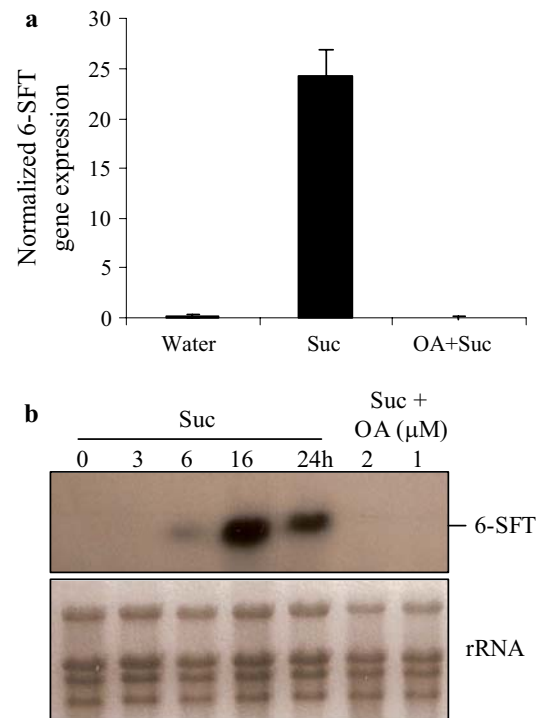 a
Normalized 6-SFT
gene expression
30
25
20
15
10
5
0
Water Suc OA+Suc
b
Suc
Suc +
OA (μM)
0 3 6 16 24h 2 1
6-SFT
rRNA